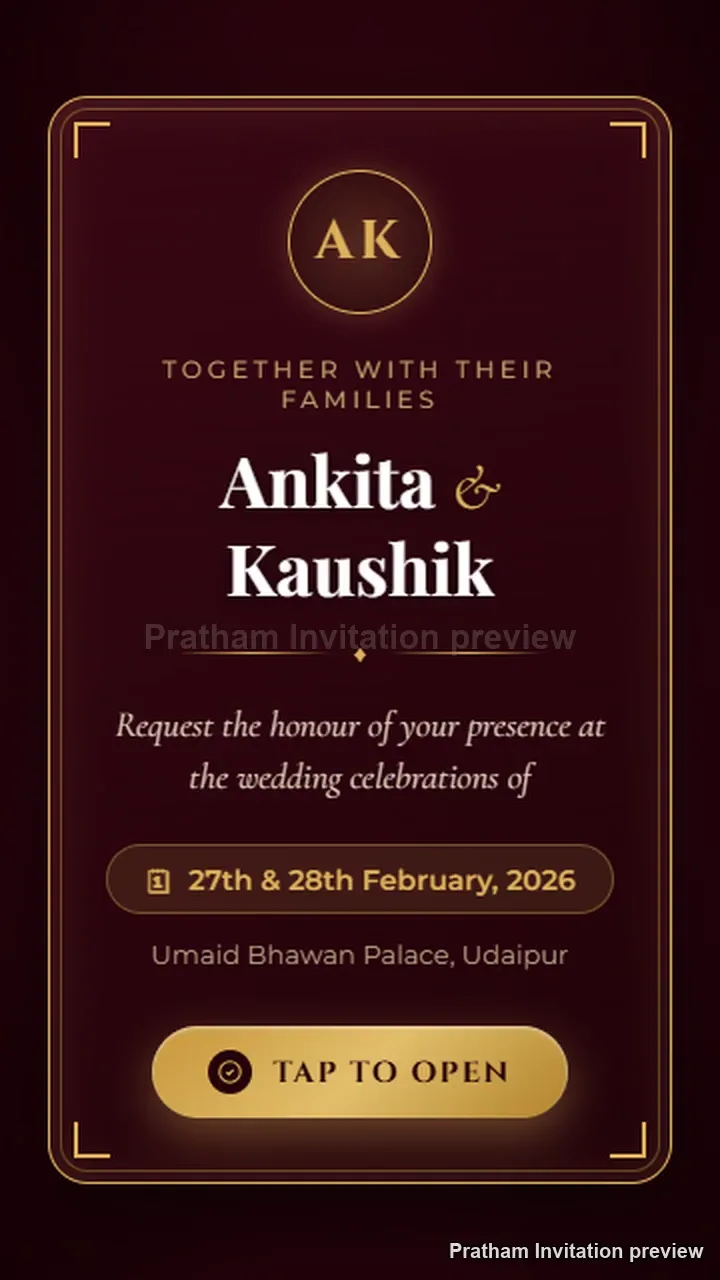 AK
TOGETHER WITH THEIR
FAMILIES
Ankita &
Kaushik
Pratham Invitation preview
Request the honour of your presence at
the wedding celebrations of
27th & 28th February, 2026
Umaid Bhawan Palace, Udaipur
TAP TO OPEN
Pratham Invitation preview